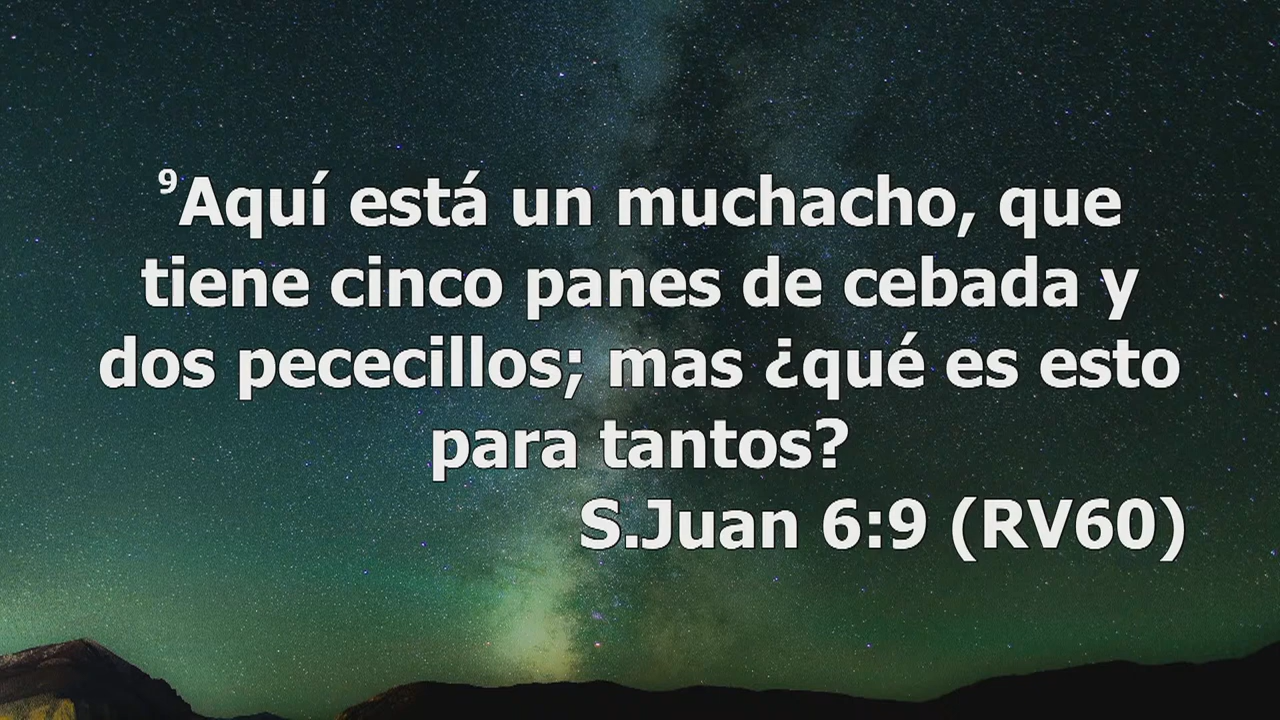 ⁹Aquí está un muchacho, que
tiene cinco panes de cebada y
dos pececillos; mas ¿qué es esto
para tantos?
S.Juan 6:9 (RV60)